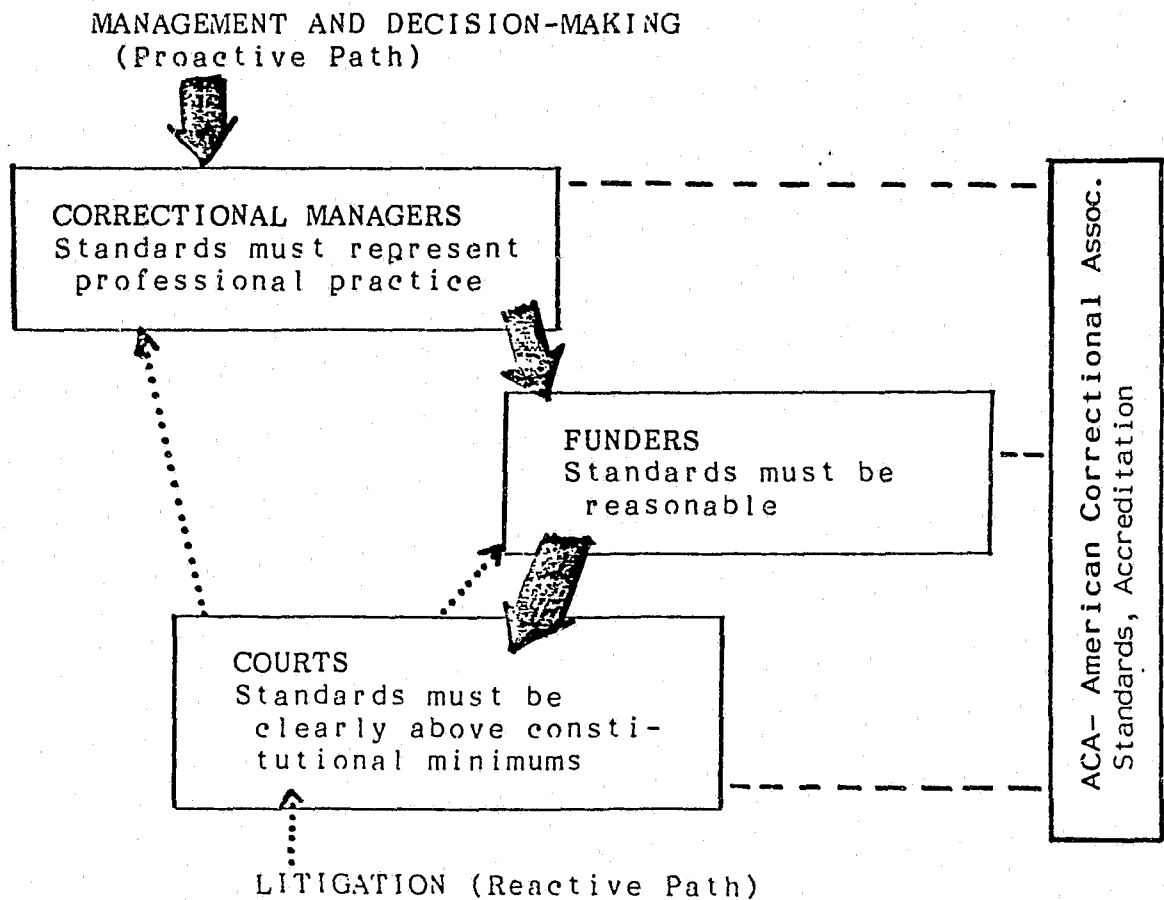 MANAGEMENT AND DECISION-MAKING
(Proactive Path)
CORRECTIONAL MANAGERS
Standards must represent
professional practice
FUNDERS
Standards must be
reasonable
COURTS
Standards must be
clearly above consti-
tutional minimums
LITIGATION (Reactive Path)
ACA- American Correctional Assoc.
Standards, Accreditation